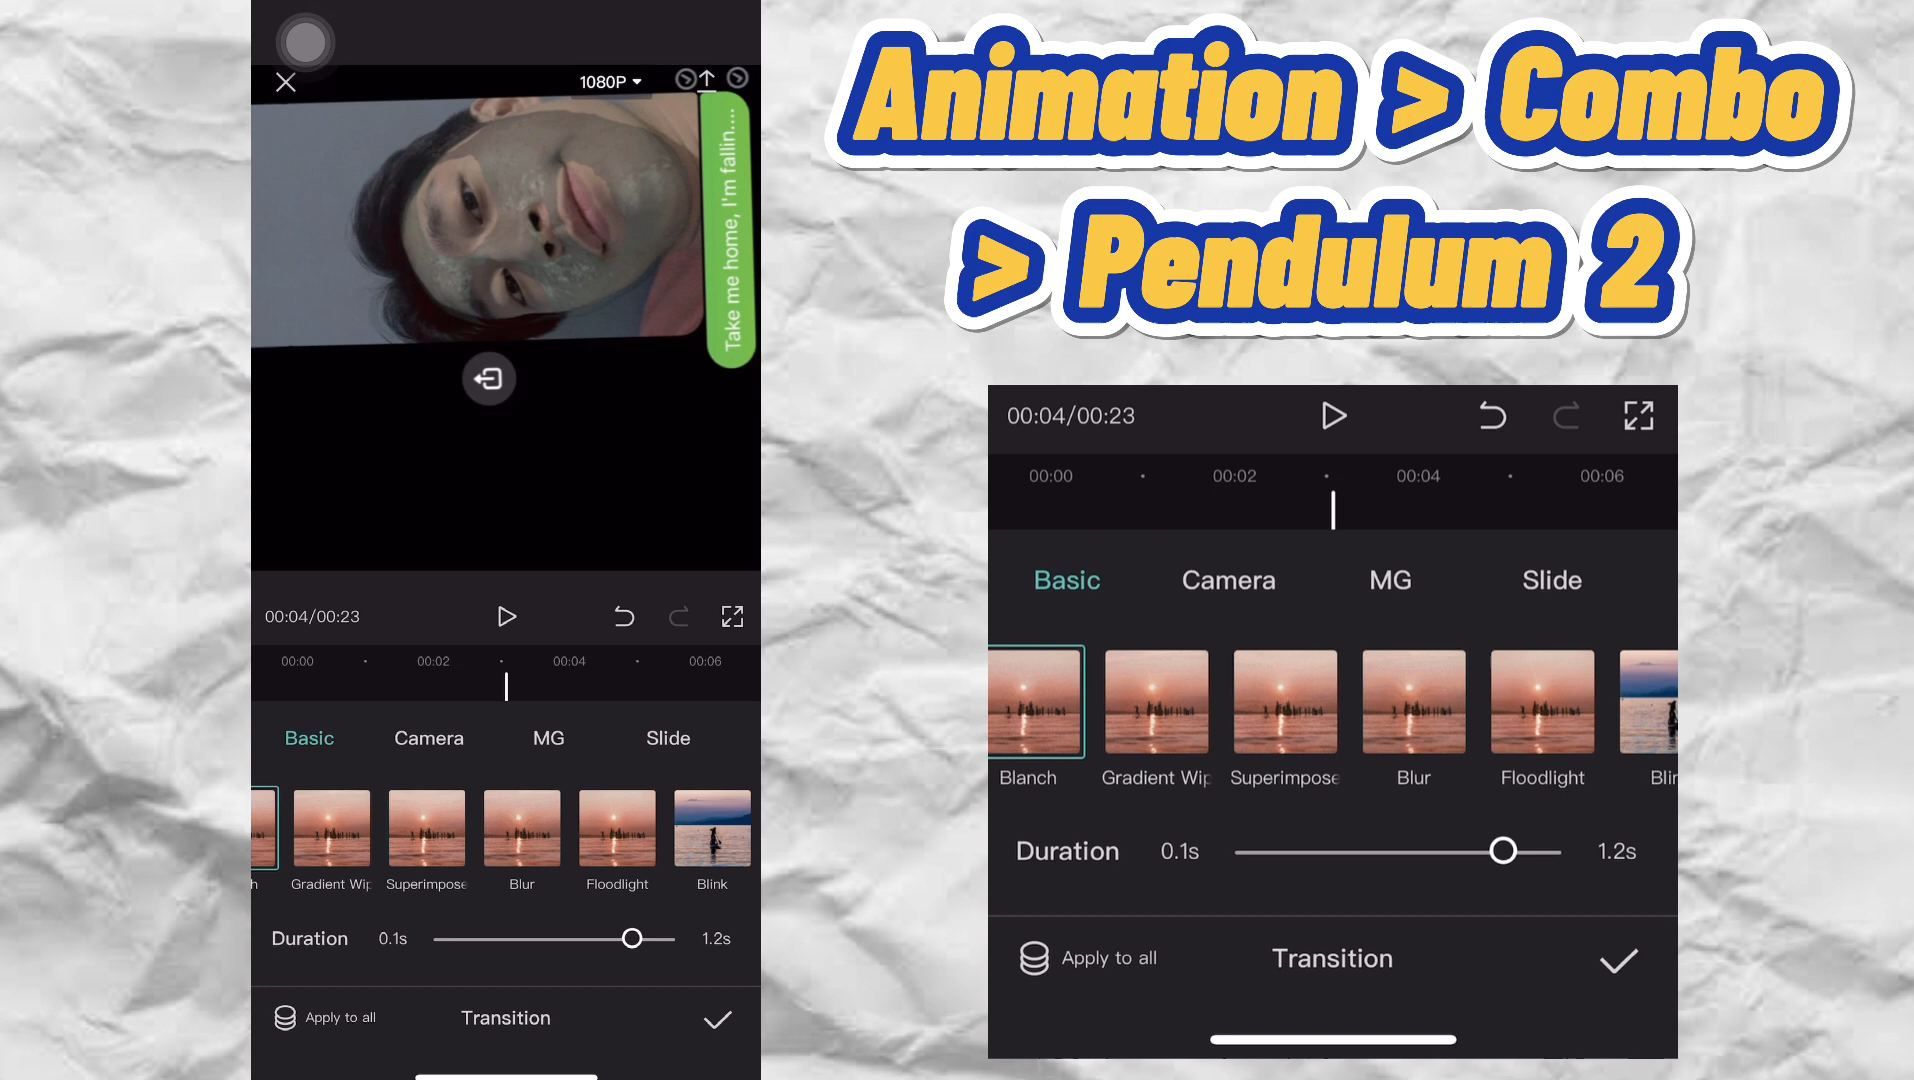 Animation > Combo
> Pendulum 2
1080P
Take me home, I'm fallin....
00:04/00:23
00:00
00:02
00:04
00:06
Basic
Camera
MG
Slide
h
Gradient Wip
Superimpose
Blur
Floodlight
Blink
Duration
0.1s
1.2s
Apply to all
Transition
00:04/00:23
00:00
00:02
00:04
00:06
Basic
Camera
MG
Slide
Blanch
Gradient Wip
Superimpose
Blur
Floodlight
Blin
Duration
0.1s
1.2s
Apply to all
Transition